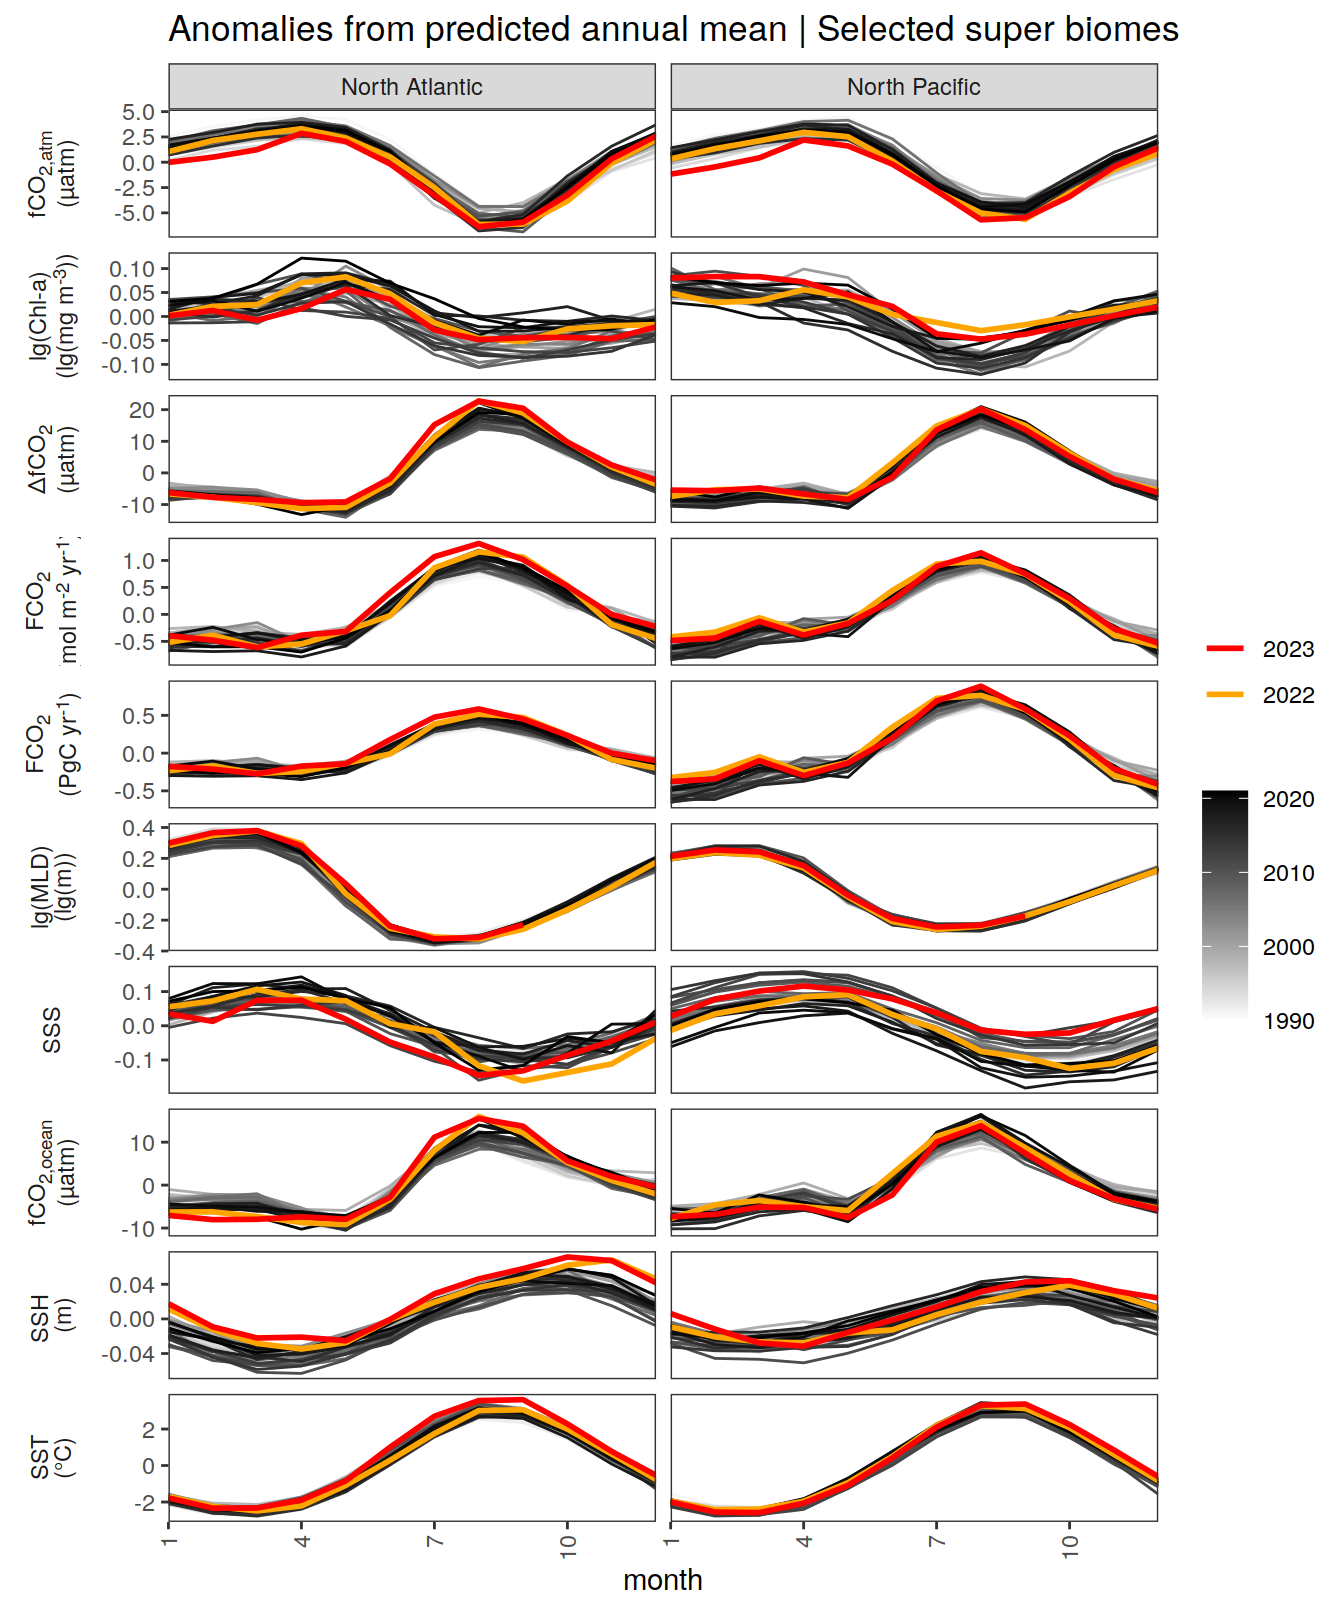 Anomalies from predicted annual mean | Selected super biomes
North Atlantic
North Pacific
fCO2,atm
(µatm)
5.0
2.5
0.0
-2.5
-5.0
lg(Chl-a)
(lg(mg m-3))
0.10
0.05
0.00
-0.05
-0.10
ΔfCO2
(µatm)
20
10
0
-10
FCO2
mol m-2 yr-1
1.0
0.5
0.0
-0.5
FCO2
(PgC yr-1)
0.5
0.0
-0.5
lg(MLD)
(lg(m))
0.4
0.2
0.0
-0.2
-0.4
SSS
0.1
0.0
-0.1
fCO2,ocean
(µatm)
10
0
-10
SSH
(m)
0.04
0.00
-0.04
SST
(°C)
2
0
-2
1
4
7
10
1
4
7
10
month
2023
2022
2020
2010
2000
1990